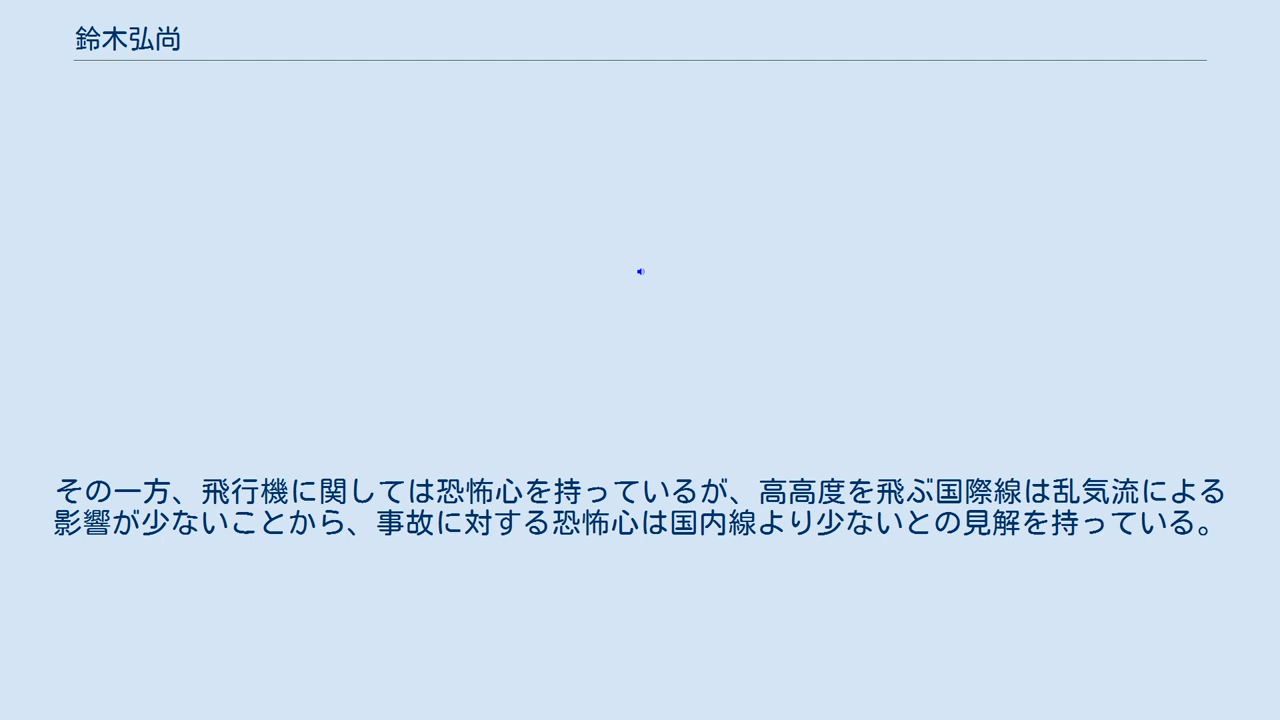 鈴木弘尚
その一方、飛行機に関しては恐怖心を持っているが、高高度を飛ぶ国際線は乱気流による
影響が少ないことから、事故に対する恐怖心は国内線より少ないとの見解を持っている。